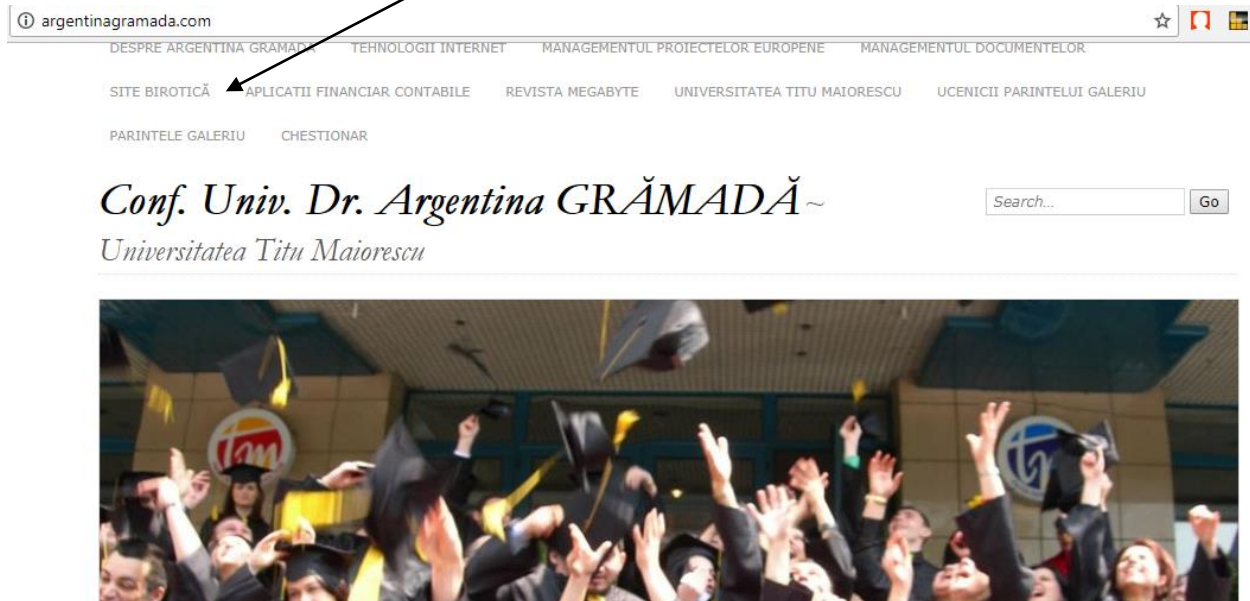 argentinagramada.com
DESPRE ARGENTINA GRAMADA TEHNOLOGII INTERNET MANAGEMENTUL PROIECTELOR EUROPENE MANAGEMENTUL DOCUMENTELOR
SITE BIROTICĂ APLICATII FINANCIAR CONTABILE REVISTA MEGABYTE UNIVERSITATEA TITU MAIORESCU UCENICII PARINTELUI GALERIU
PARINTELE GALERIU CHESTIONAR
Conf. Univ. Dr. Argentina GRĂMADĂ~
Search... Go
Universitatea Titu Maiorescu
tm
tm